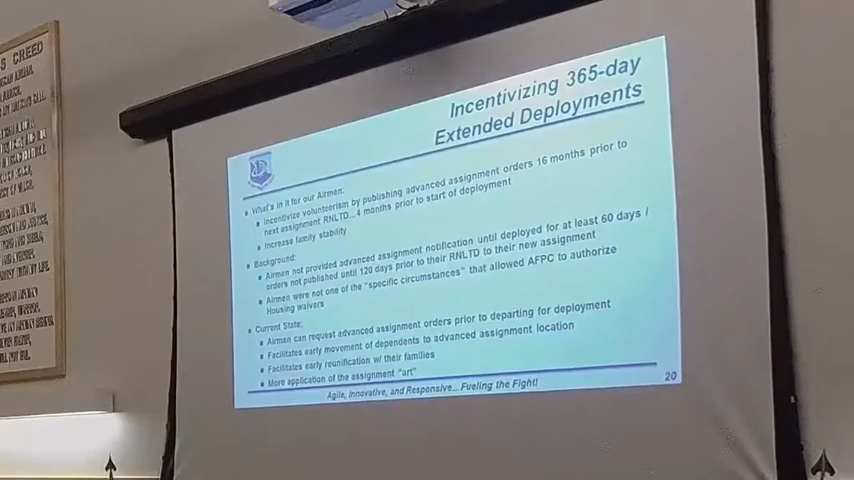 S CREED
Incentivizing 365-day
Extended Deployments
What's in it for our Airmen:
Incentivize volunteerism by publishing advanced assignment orders 16 months prior to
next assignment RNLTD...4 months prior to start of deployment
Increase family stability
Background:
Airmen not provided advanced assignment notification until deployed for at least 60 days /
orders not published until 120 days prior to their RNLTD to their new assignment
Airmen were not one of the "specific circumstances" that allowed AFPC to authorize
Housing waivers
Current State:
Airmen can request advanced assignment orders prior to departing for deployment
Facilitates early movement of dependents to advanced assignment location
Facilitates early reunification w/ their families
More application of the assignment "art"
Agile, Innovative, and Responsive...Fueling the Fight!
20